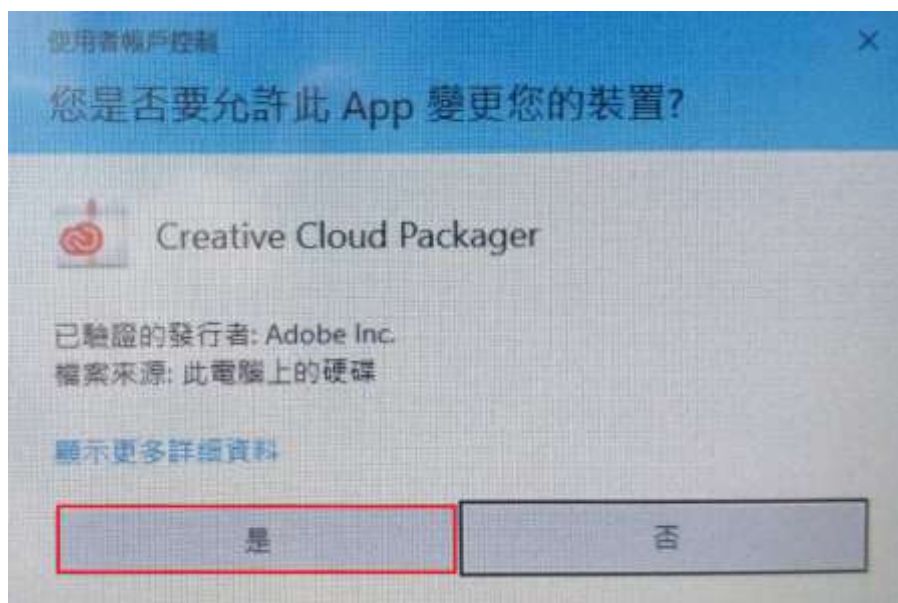 使用者帳戶控制
您是否要允許此 App 變更您的裝置?
Creative Cloud Packager
已驗證的發行者: Adobe Inc.
檔案來源: 此電腦上的硬碟
顯示更多詳細資料
是
否